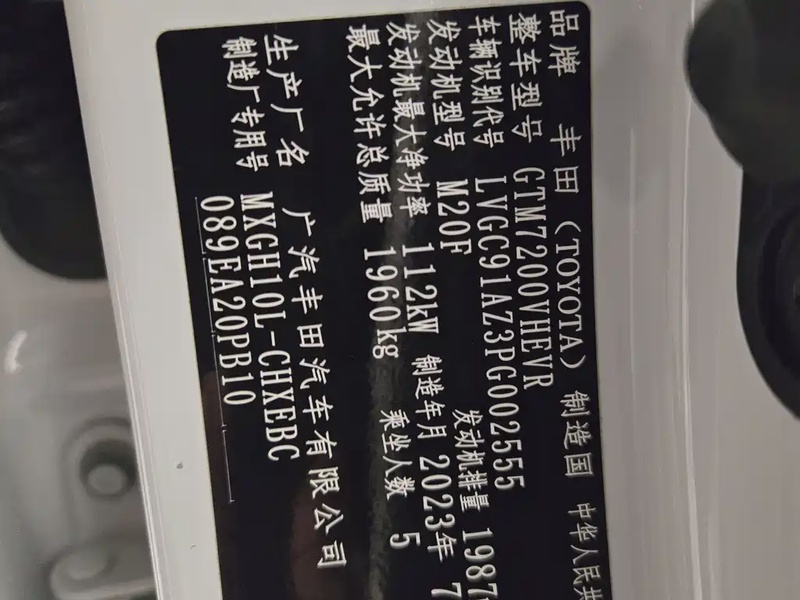 品牌 丰田（TOYOTA） 制造国 中华人民共
整车型号 GTM7200VHEVR
车辆识别代号 LVGC91AZ3PG002555
发动机型号 M20F 发动机排量 1987
发动机最大净功率 112kW 制造年月 2023年 7
最大允许总质量 1960kg 乘坐人数 5
生产厂名 广汽丰田汽车有限公司
制造厂专用号 MXGH10L-CHXEBC
089EA20PB10